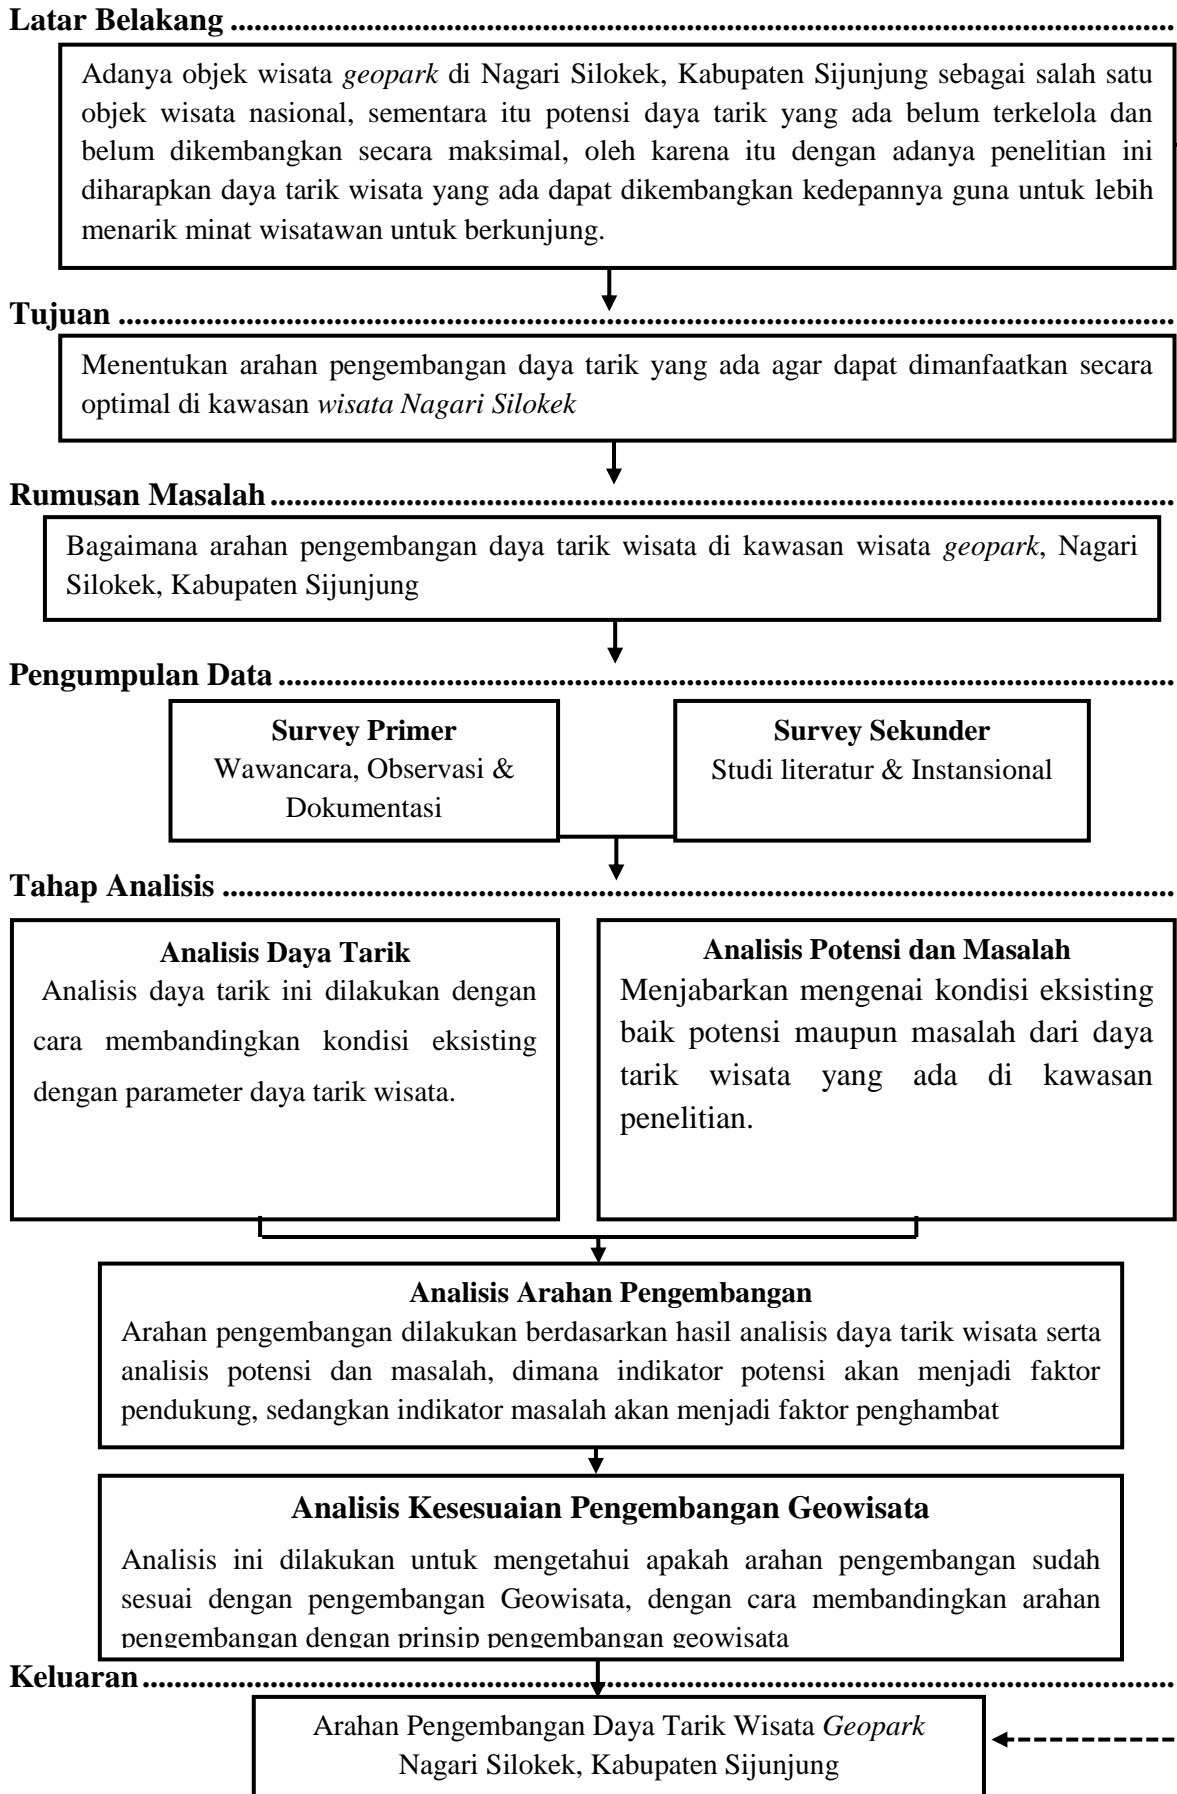 Latar Belakang ........................................................................................................................
Adanya objek wisata geopark di Nagari Silokek, Kabupaten Sijunjung sebagai salah satu
objek wisata nasional, sementara itu potensi daya tarik yang ada belum terkelola dan
belum dikembangkan secara maksimal, oleh karena itu dengan adanya penelitian ini
diharapkan daya tarik wisata yang ada dapat dikembangkan kedepannya guna untuk lebih
menarik minat wisatawan untuk berkunjung.
Tujuan ........................................................................................................................
Menentukan arahan pengembangan daya tarik yang ada agar dapat dimanfaatkan secara
optimal di kawasan wisata Nagari Silokek
Rumusan Masalah ........................................................................................................................
Bagaimana arahan pengembangan daya tarik wisata di kawasan wisata geopark, Nagari
Silokek, Kabupaten Sijunjung
Pengumpulan Data ........................................................................................................................
Survey Primer
Wawancara, Observasi &
Dokumentasi
Survey Sekunder
Studi literatur & Instansional
Tahap Analisis ........................................................................................................................
Analisis Daya Tarik
Analisis daya tarik ini dilakukan dengan
cara membandingkan kondisi eksisting
dengan parameter daya tarik wisata.
Analisis Potensi dan Masalah
Menjabarkan mengenai kondisi eksisting
baik potensi maupun masalah dari daya
tarik wisata yang ada di kawasan
penelitian.
Analisis Arahan Pengembangan
Arahan pengembangan dilakukan berdasarkan hasil analisis daya tarik wisata serta
analisis potensi dan masalah, dimana indikator potensi akan menjadi faktor
pendukung, sedangkan indikator masalah akan menjadi faktor penghambat
Analisis Kesesuaian Pengembangan Geowisata
Analisis ini dilakukan untuk mengetahui apakah arahan pengembangan sudah
sesuai dengan pengembangan Geowisata, dengan cara membandingkan arahan
pengembangan dengan prinsip pengembangan geowisata
Keluaran ........................................................................................................................
Arahan Pengembangan Daya Tarik Wisata Geopark
Nagari Silokek, Kabupaten Sijunjung